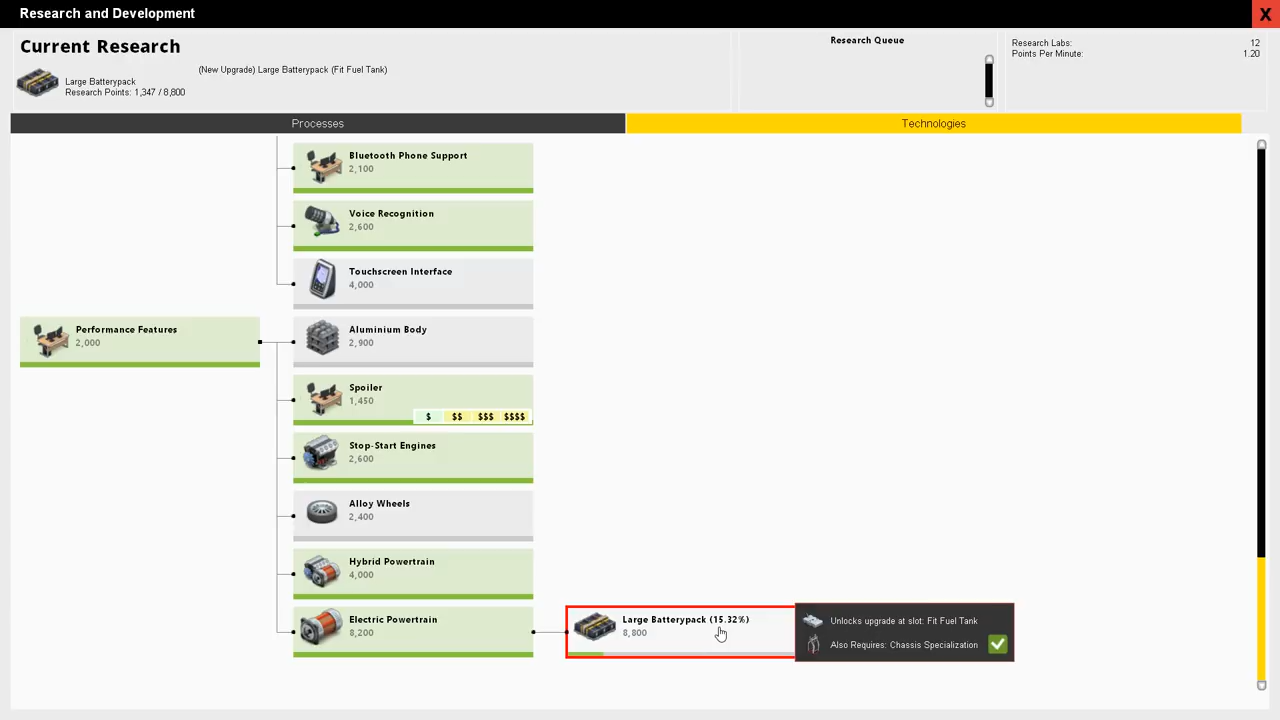 Research and Development
X
Current Research
(New Upgrade) Large Batterypack (Fit Fuel Tank)
Large Batterypack
Research Points: 1,347 / 8,800
Research Queue
Research Labs: 12
Points Per Minute: 1.20
Processes
Technologies
Bluetooth Phone Support
2,100
Voice Recognition
2,600
Touchscreen Interface
4,000
Performance Features
2,000
Aluminium Body
2,900
Spoiler
1,450
$ $$ $$$ $$$$
Stop-Start Engines
2,600
Alloy Wheels
2,400
Hybrid Powertrain
4,000
Electric Powertrain
8,200
Large Batterypack (15.32%)
8,800
Unlocks upgrade at slot: Fit Fuel Tank
Also Requires: Chassis Specialization